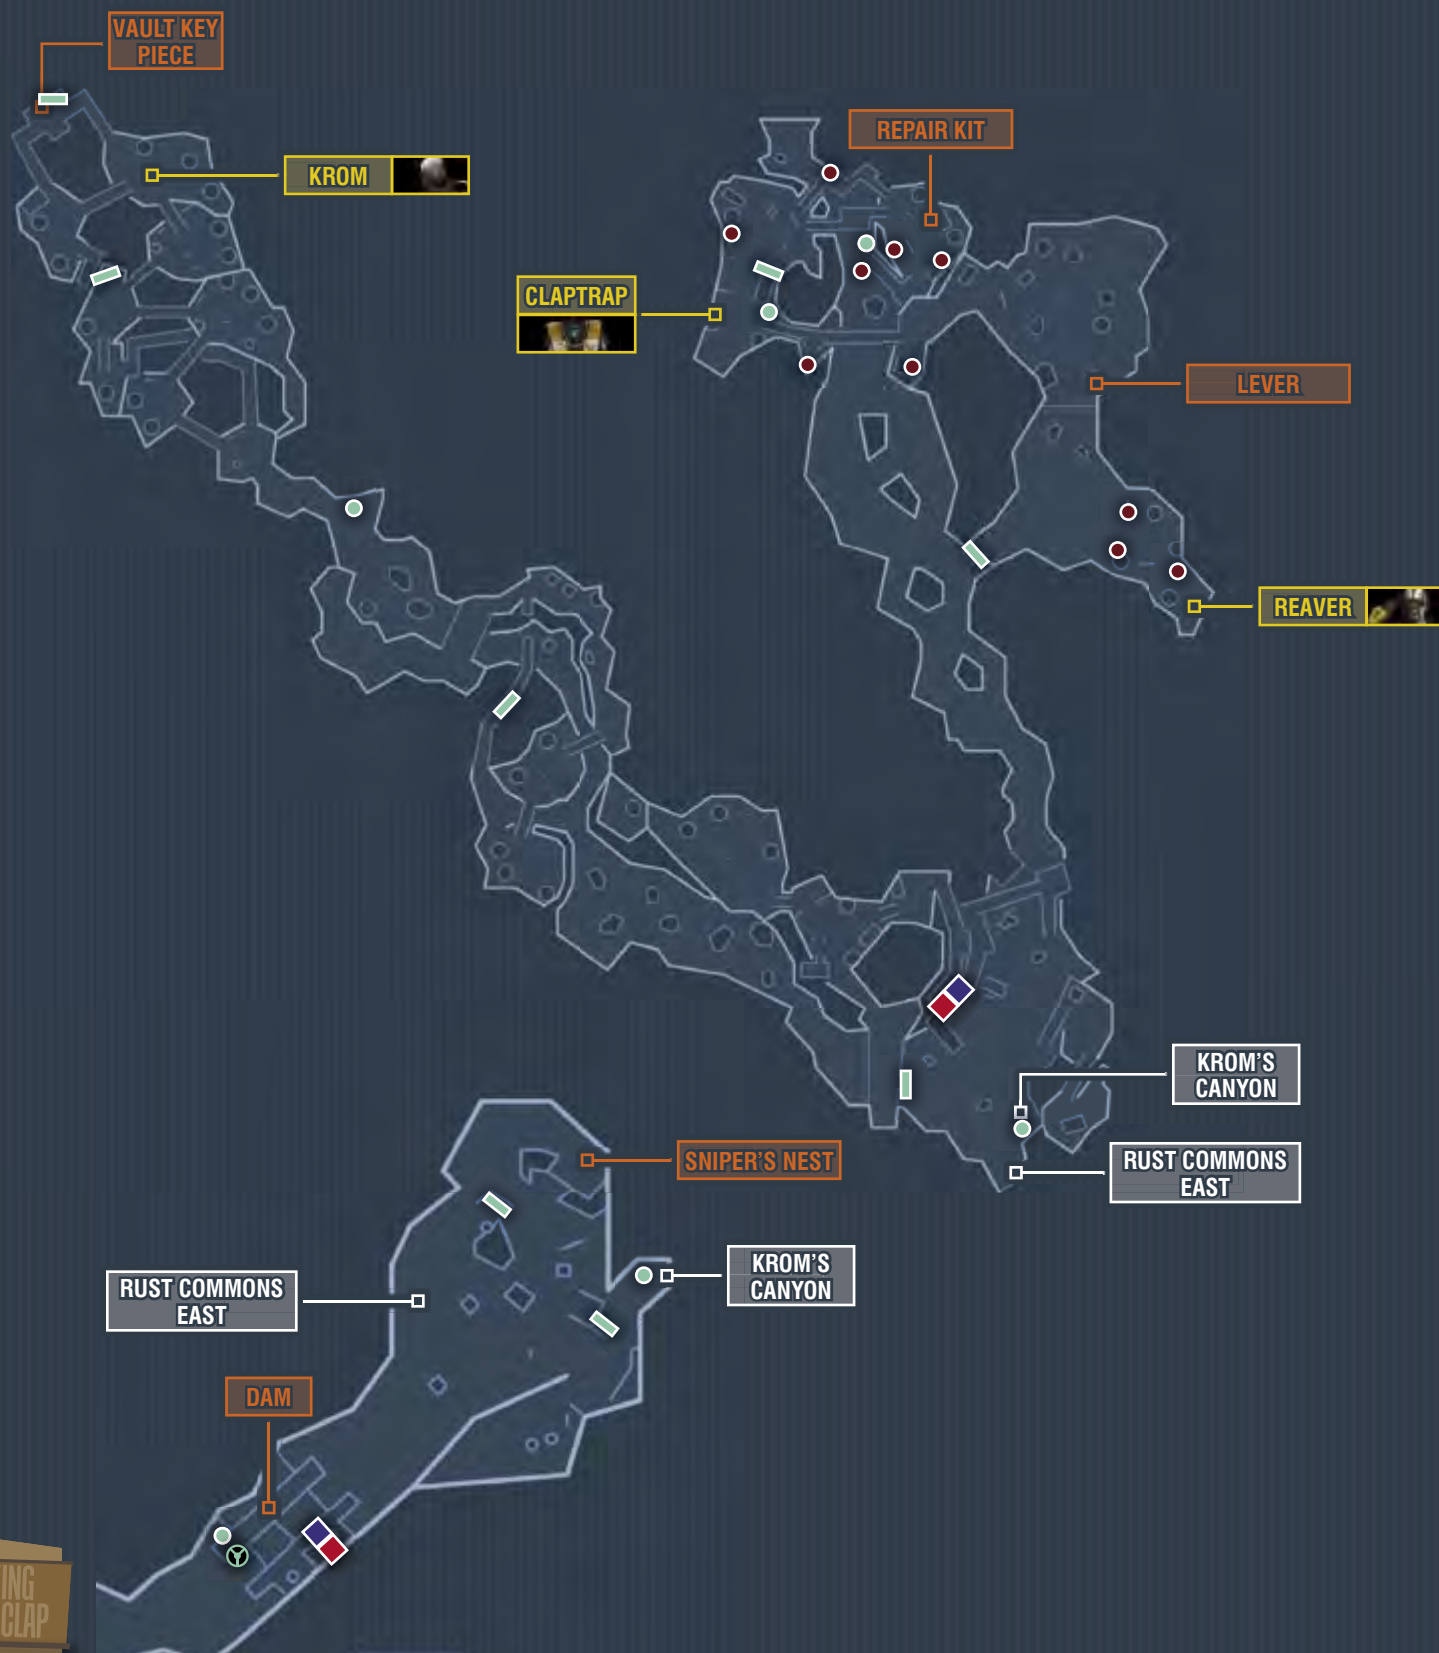 VAULT KEY
PIECE
REPAIR KIT
KROM
CLAPTRAP
LEVER
REAVER
KROM'S
CANYON
RUST COMMONS
EAST
SNIPER'S NEST
KROM'S
CANYON
RUST COMMONS
EAST
DAM
ING
CLAP